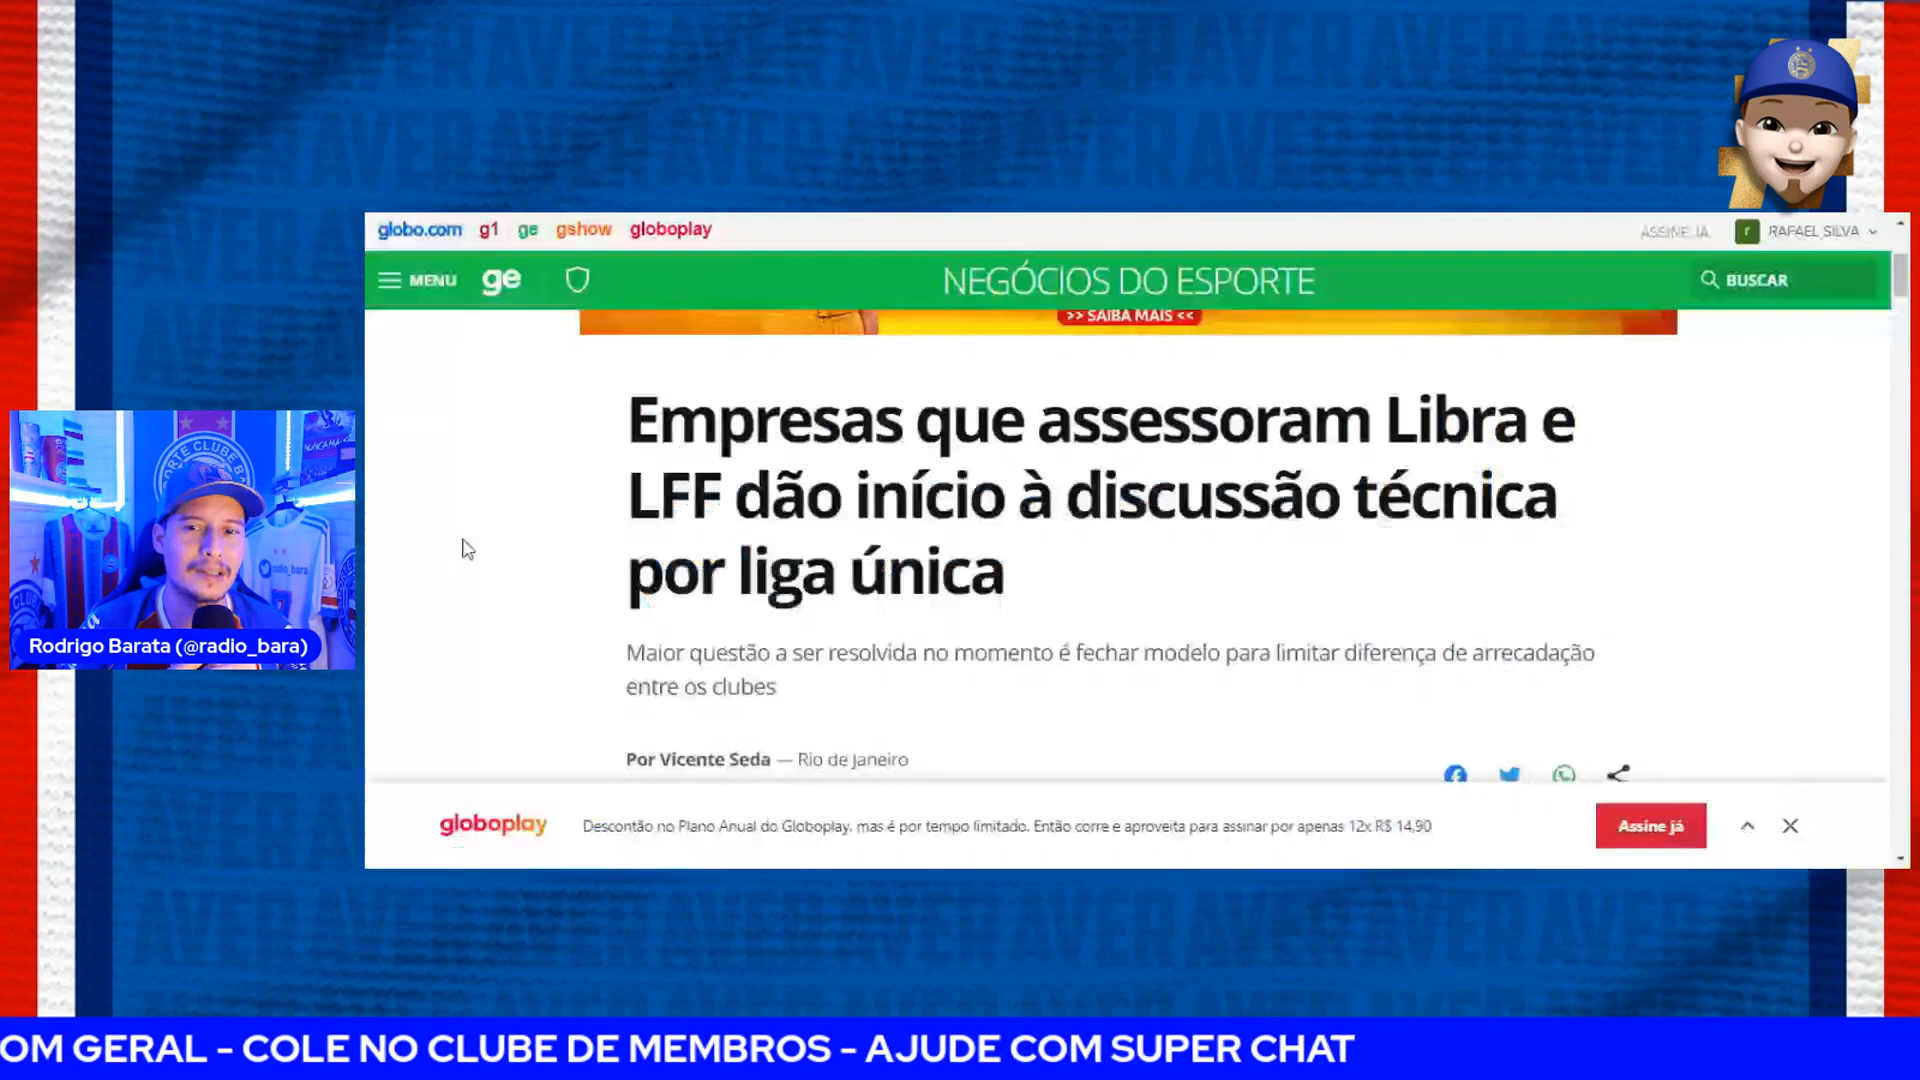 globo.com g1 ge gshow globoplay
ASSINE JÁ
r RAFAEL SILVA
MENU ge
NEGÓCIOS DO ESPORTE
BUSCAR
>> SAIBA MAIS <<
Empresas que assessoram Libra e
LFF dão início à discussão técnica
por liga única
Maior questão a ser resolvida no momento é fechar modelo para limitar diferença de arrecadação
entre os clubes
Por Vicente Seda — Rio de Janeiro
globoplay
Descontão no Plano Anual do Globoplay, mas é por tempo limitado. Então corre e aproveita para assinar por apenas 12x R$ 14,90
Assine já
radio_bara
Rodrigo Barata (@radio_bara)
OM GERAL - COLE NO CLUBE DE MEMBROS - AJUDE COM SUPER CHAT